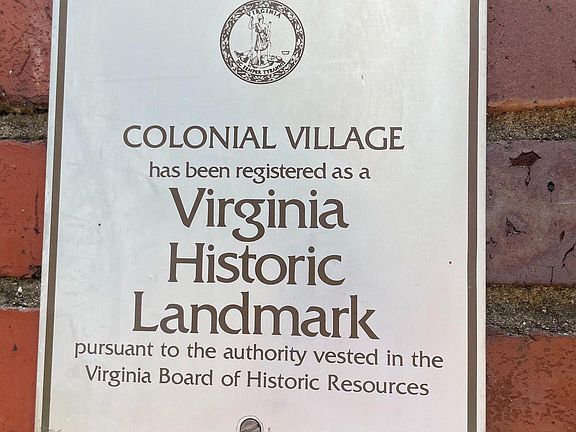 VIRGINIA
COLONIAL VILLAGE
has been registered as a
Virginia
Historic
Landmark
pursuant to the authority vested in the
Virginia Board of Historic Resources